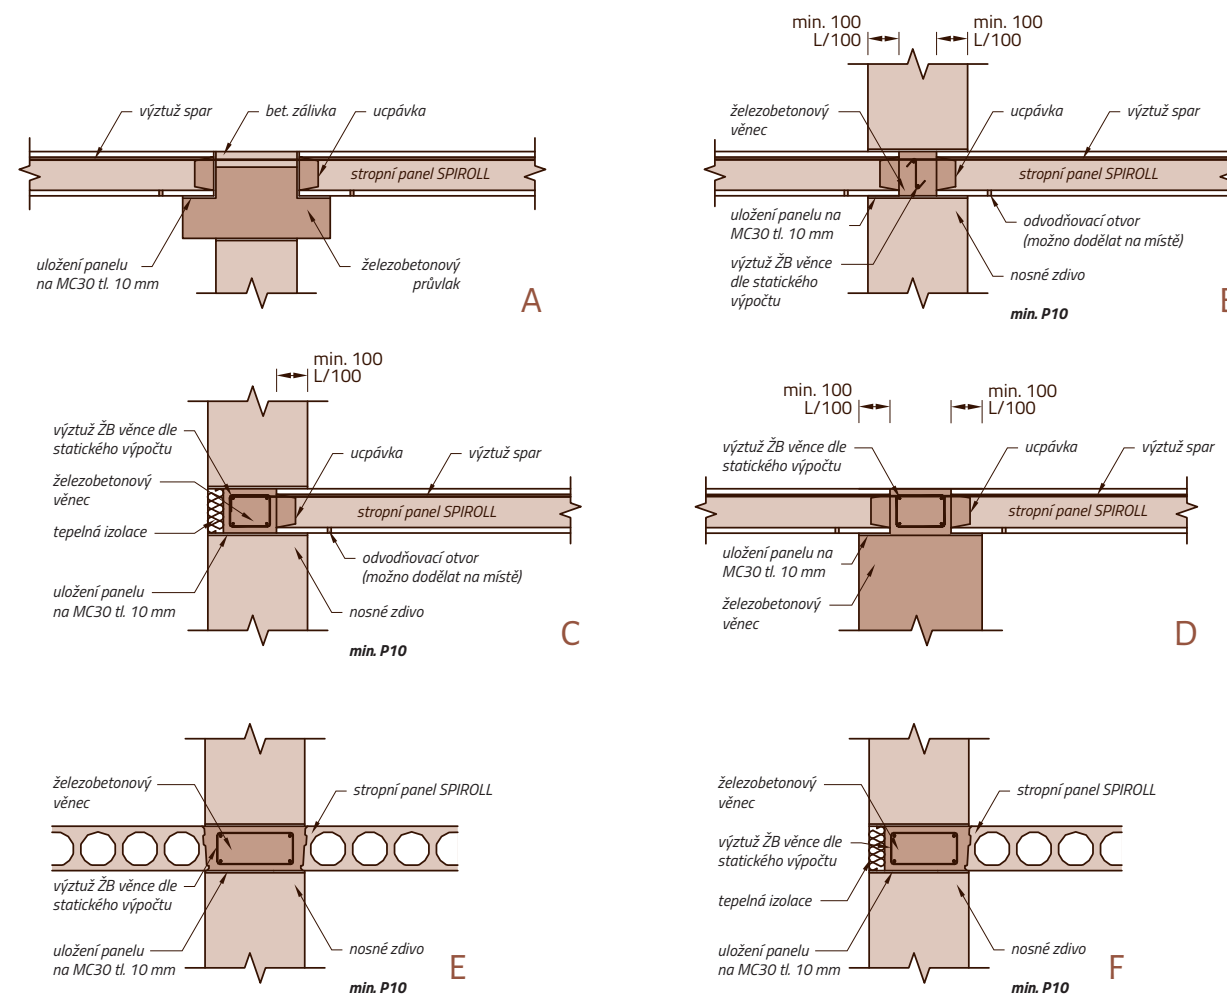 výztuž spar
bet. zálivka
ucpávka
stropní panel SPIROLL
uložení panelu
na MC30 tl. 10 mm
železobetonový
průvlak
A
min. 100
L/100
min. 100
L/100
železobetonový
věnec
ucpávka
výztuž spar
stropní panel SPIROLL
uložení panelu na
MC30 tl. 10 mm
odvodňovací otvor
(možno dodělat na místě)
výztuž ŽB věnce
dle statického
výpočtu
nosné zdivo
min. P10
min. 100
L/100
výztuž ŽB věnce dle
statického výpočtu
ucpávka
výztuž spar
železobetonový
věnec
stropní panel SPIROLL
tepelná izolace
odvodňovací otvor
(možno dodělat na místě)
uložení panelu
na MC30 tl. 10 mm
nosné zdivo
min. P10
C
min. 100
L/100
min. 100
L/100
výztuž ŽB věnce dle
statického výpočtu
ucpávka
výztuž spar
stropní panel SPIROLL
uložení panelu na
MC30 tl. 10 mm
železobetonový
věnec
D
železobetonový
věnec
stropní panel SPIROLL
výztuž ŽB věnce dle
statického výpočtu
uložení panelu
na MC30 tl. 10 mm
nosné zdivo
min. P10
E
železobetonový
věnec
stropní panel SPIROLL
výztuž ŽB věnce dle
statického výpočtu
tepelná izolace
uložení panelu
na MC30 tl. 10 mm
nosné zdivo
min. P10
F